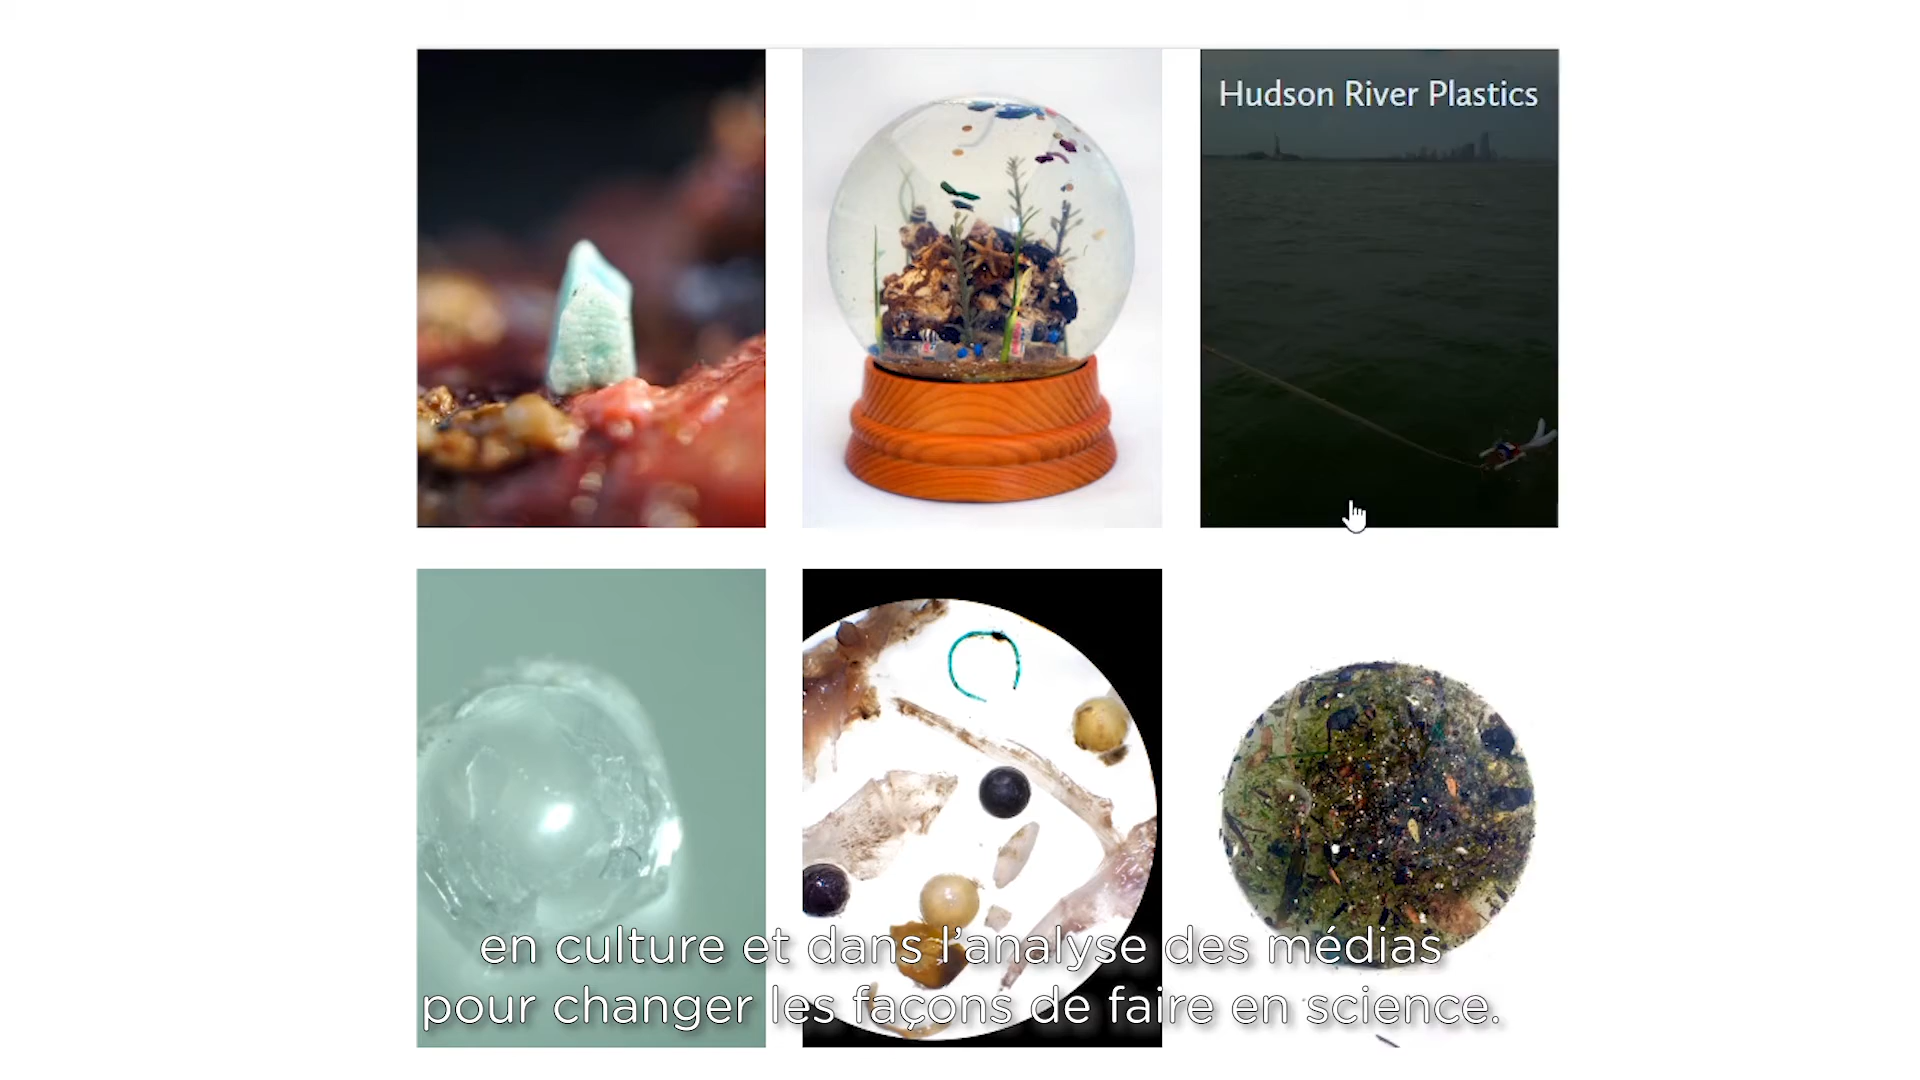 Hudson River Plastics
en culture et dans l’analyse des médias
pour changer les façons de faire en science.